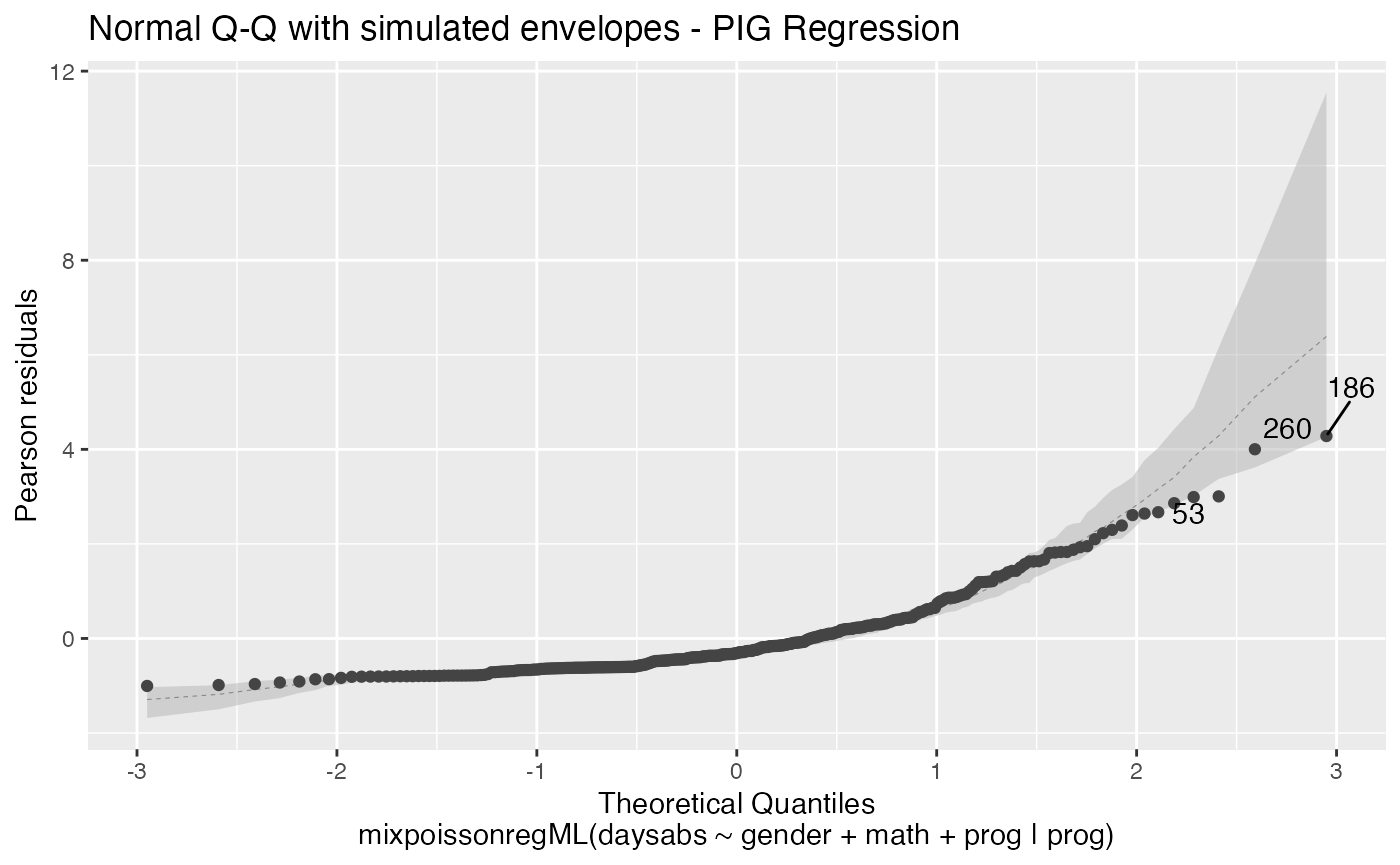 Normal Q-Q with simulated envelopes - PIG Regression
12
8
4
0
Pearson residuals
186
260
53
-3 -2 -1 0 1 2 3
Theoretical Quantiles
mixpoissonregML(daysabs ~ gender + math + prog | prog)